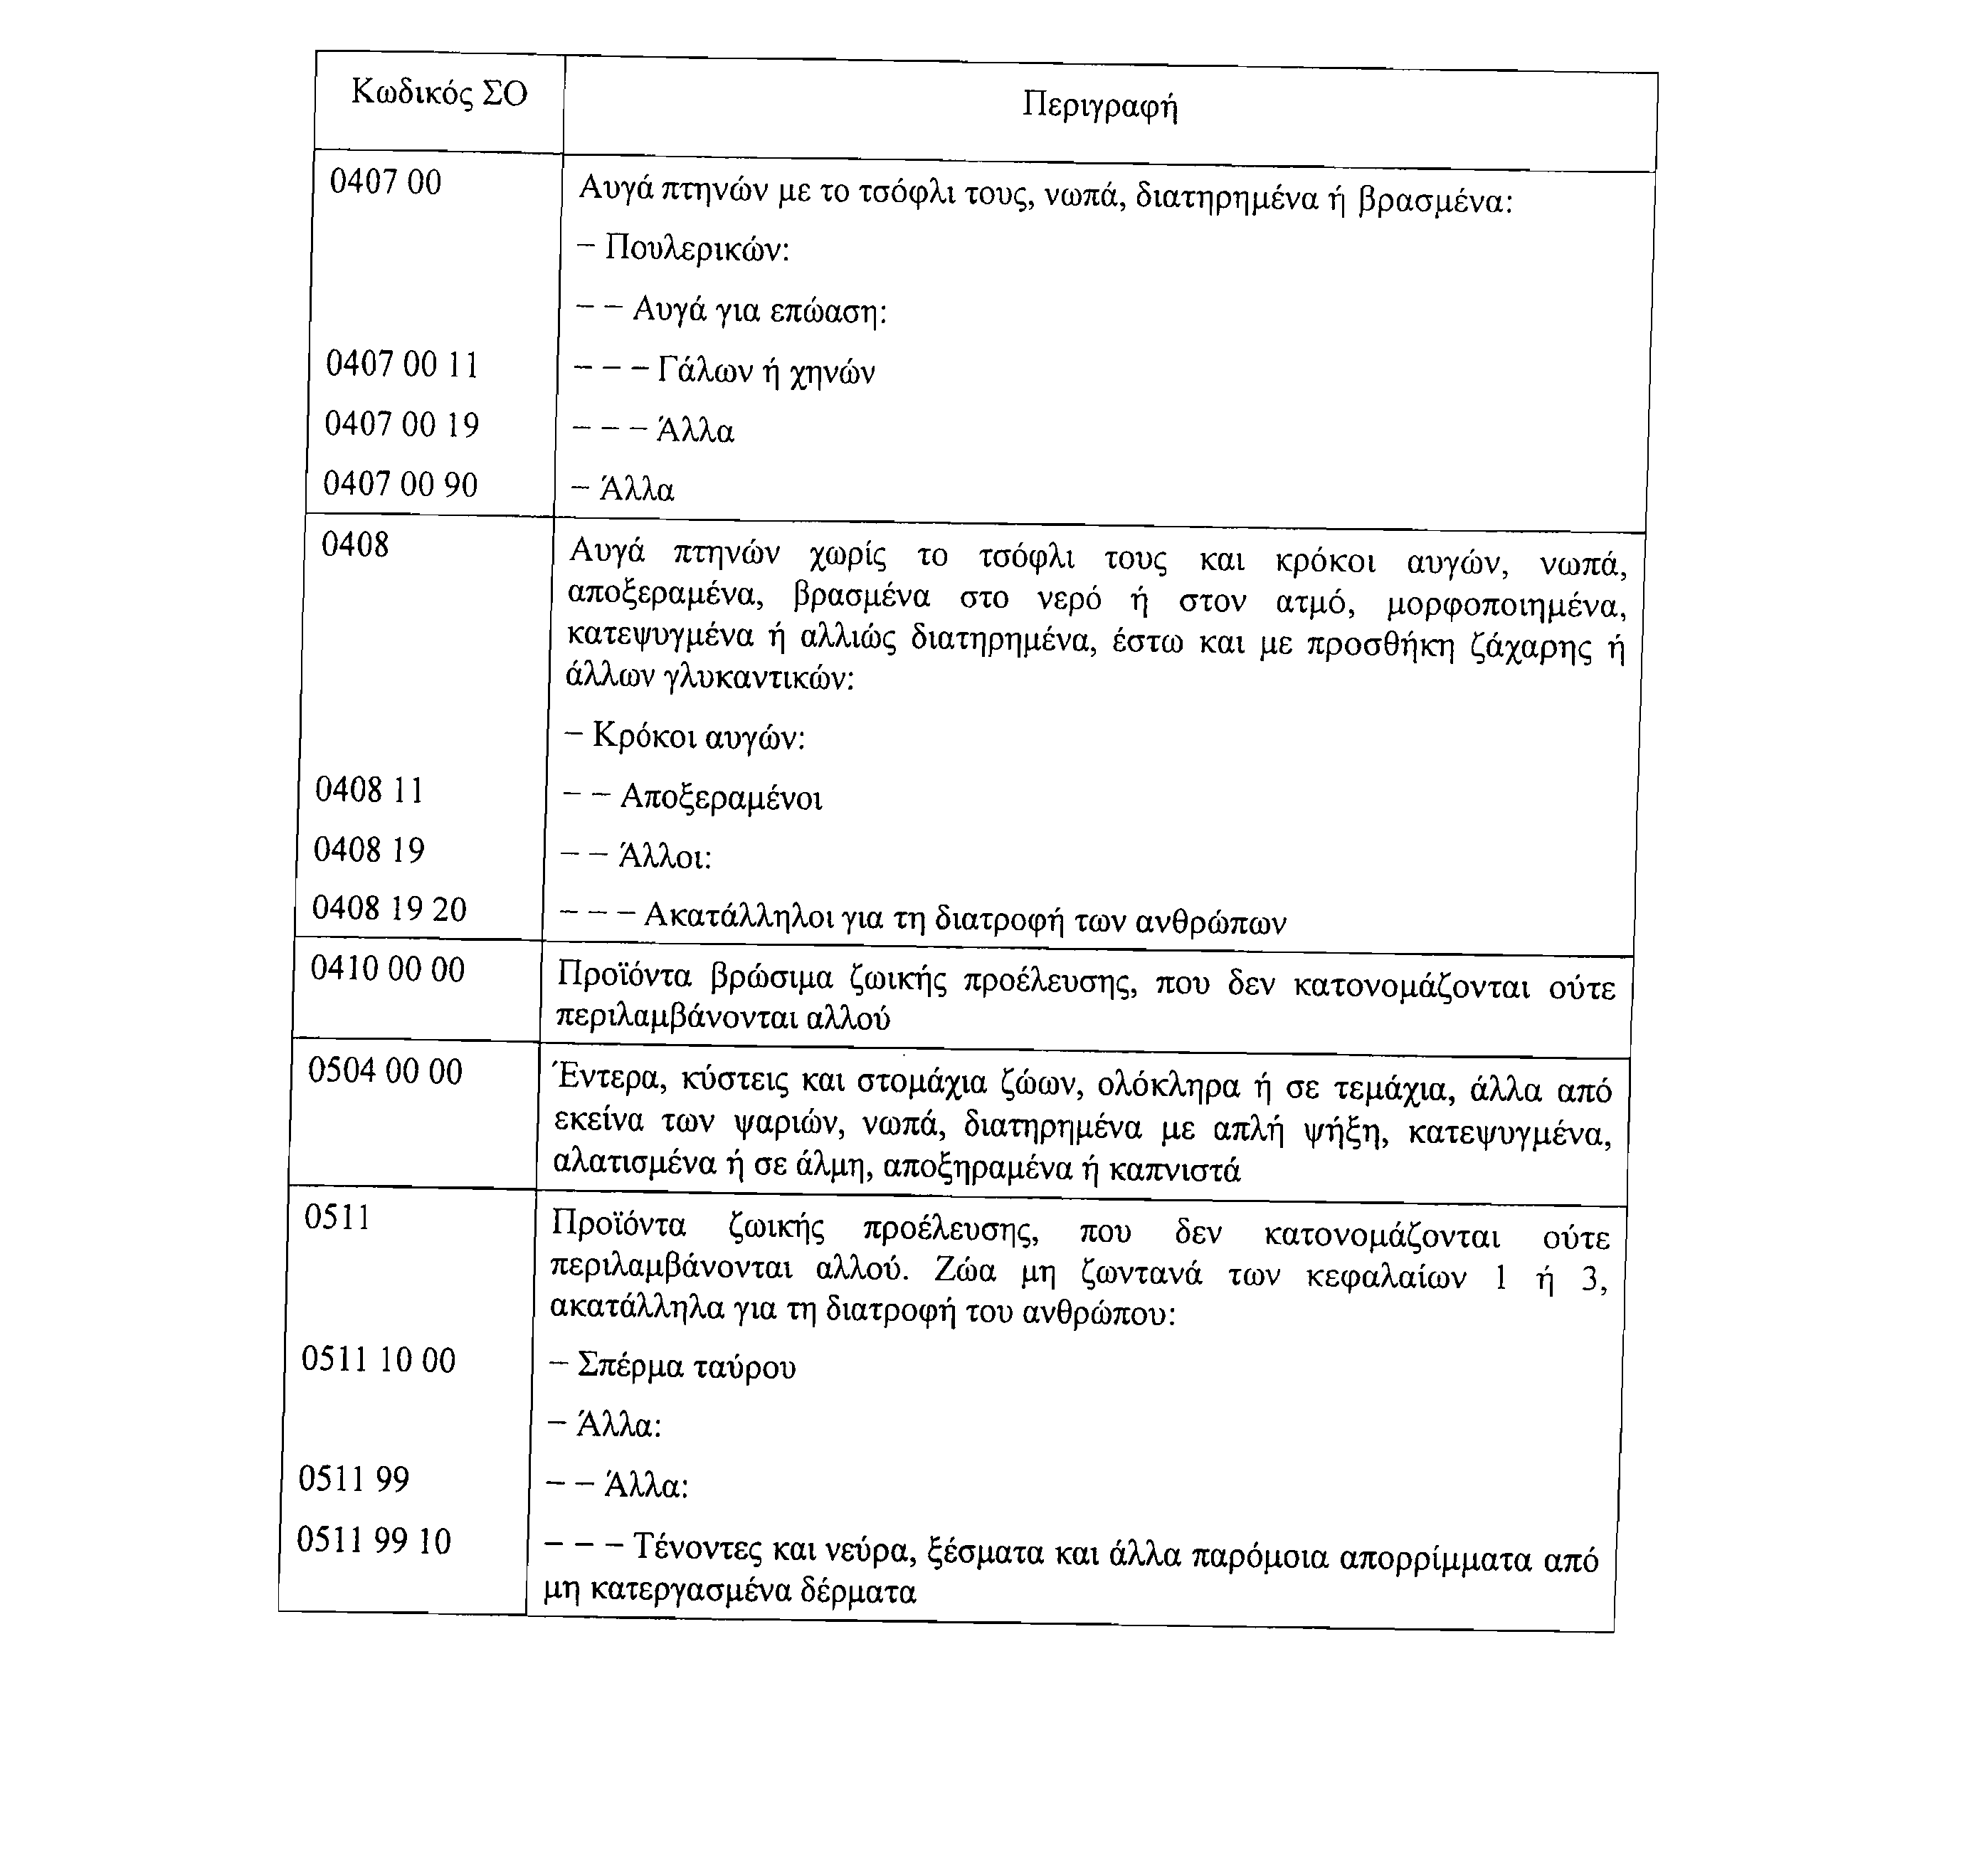 Κωδικός ΣΟ Περιγραφή
0407 00 Αυγά πτηνών με το τσόφλι τους, νωπά, διατηρημένα ή βρασμένα:
– Πουλερικών:
– – Αυγά για επώαση:
0407 00 11 – – – Γάλων ή χηνών
0407 00 19 – – – Άλλα
0407 00 90 – Άλλα
0408 Αυγά πτηνών χωρίς το τσόφλι τους και κρόκοι αυγών, νωπά,
αποξεραμένα, βρασμένα στο νερό ή στον ατμό, μορφοποιημένα,
κατεψυγμένα ή αλλιώς διατηρημένα, έστω και με προσθήκη ζάχαρης ή
άλλων γλυκαντικών:
– Κρόκοι αυγών:
0408 11 – – Αποξεραμένοι
0408 19 – – Άλλοι:
0408 19 20 – – – Ακατάλληλοι για τη διατροφή των ανθρώπων
0410 00 00 Προϊόντα βρώσιμα ζωικής προέλευσης, που δεν κατονομάζονται ούτε
περιλαμβάνονται αλλού
0504 00 00 Έντερα, κύστεις και στομάχια ζώων, ολόκληρα ή σε τεμάχια, άλλα από
εκείνα των ψαριών, νωπά, διατηρημένα με απλή ψήξη, κατεψυγμένα,
αλατισμένα ή σε άλμη, αποξηραμένα ή καπνιστά
0511 Προϊόντα ζωικής προέλευσης, που δεν κατονομάζονται ούτε
περιλαμβάνονται αλλού. Ζώα μη ζωντανά των κεφαλαίων 1 ή 3,
ακατάλληλα για τη διατροφή του ανθρώπου:
0511 10 00 – Σπέρμα ταύρου
– Άλλα:
0511 99 – – Άλλα:
0511 99 10 – – – Τένοντες και νεύρα, ξέσματα και άλλα παρόμοια απορρίμματα από
μη κατεργασμένα δέρματα